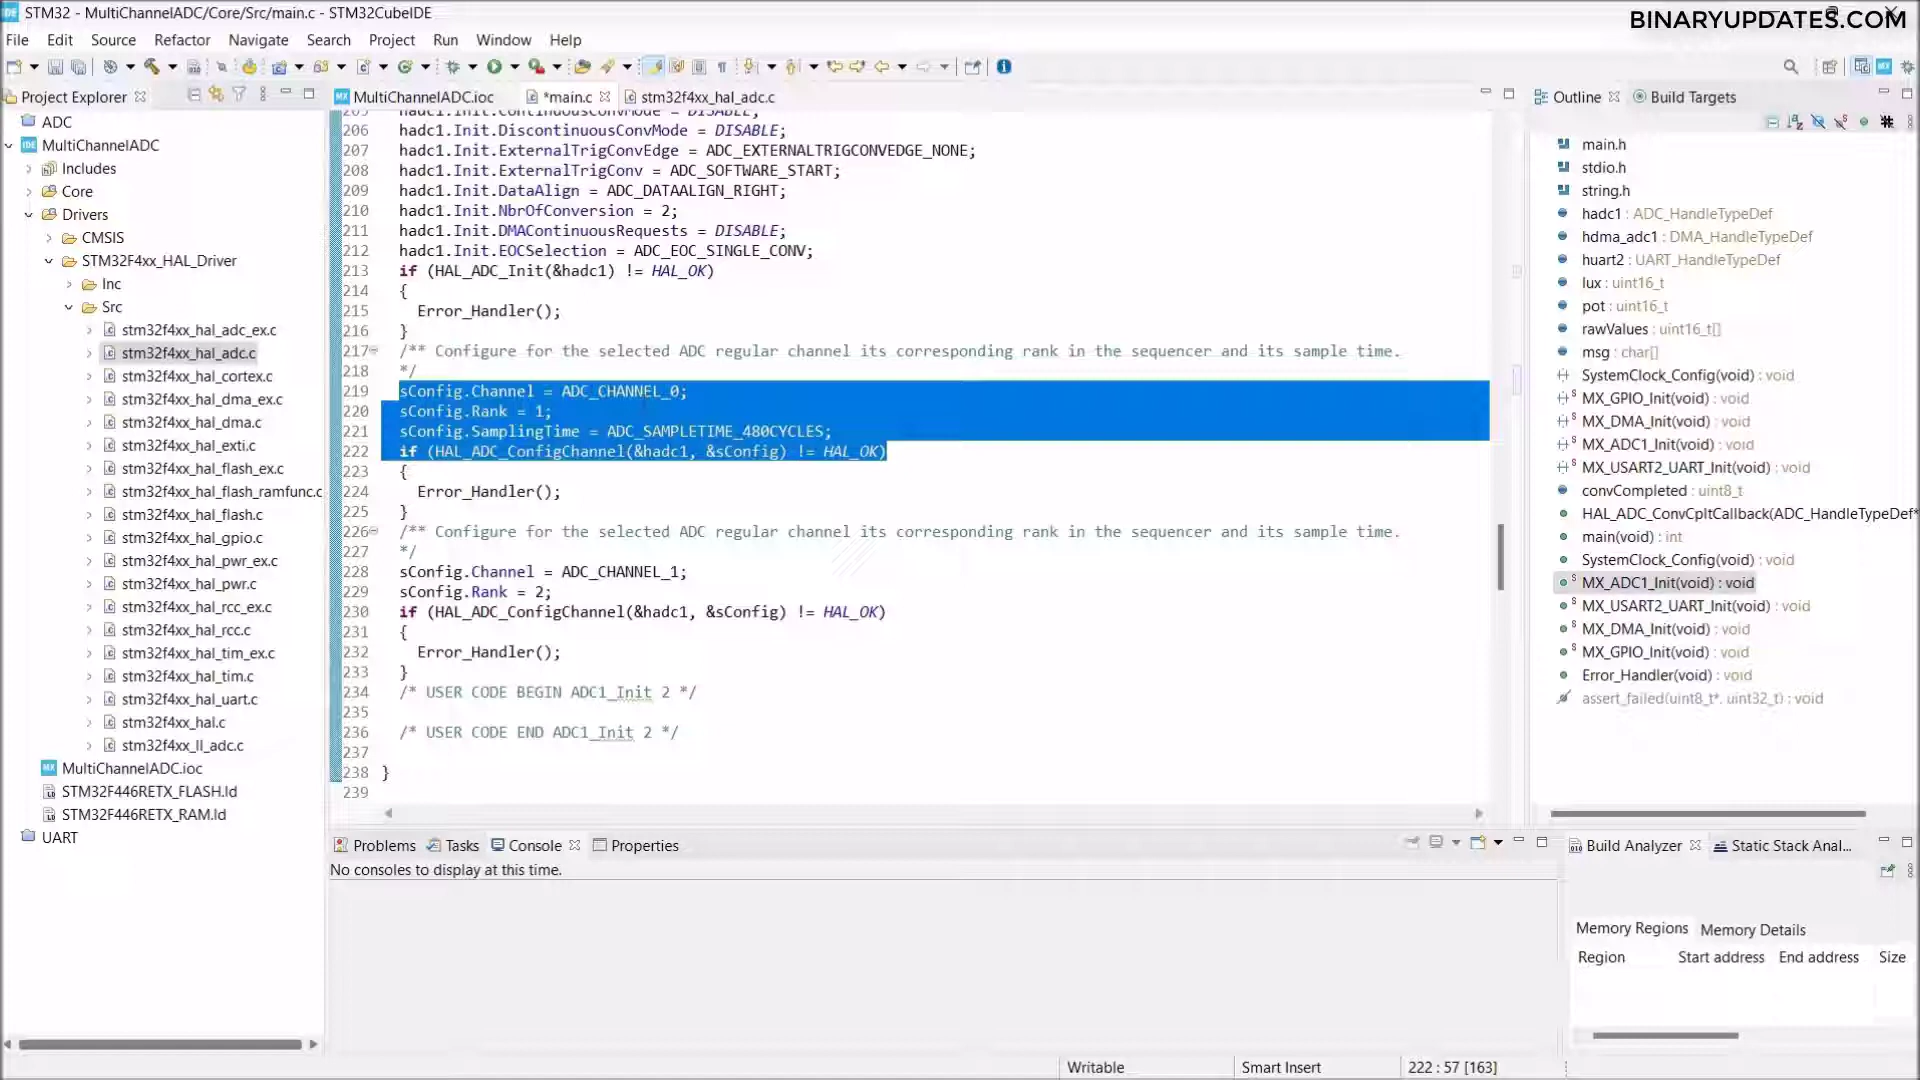 STM32 - MultiChannelADC/Core/Src/main.c - STM32CubeIDE
BINARYUPDATES.COM
File Edit Source Refactor Navigate Search Project Run Window Help
Project Explorer
ADC
MultiChannelADC
Includes
Core
Drivers
CMSIS
STM32F4xx_HAL_Driver
Inc
Src
stm32f4xx_hal_adc_ex.c
stm32f4xx_hal_adc.c
stm32f4xx_hal_cortex.c
stm32f4xx_hal_dma_ex.c
stm32f4xx_hal_dma.c
stm32f4xx_hal_exti.c
stm32f4xx_hal_flash_ex.c
stm32f4xx_hal_flash_ramfunc.c
stm32f4xx_hal_flash.c
stm32f4xx_hal_gpio.c
stm32f4xx_hal_pwr_ex.c
stm32f4xx_hal_pwr.c
stm32f4xx_hal_rcc_ex.c
stm32f4xx_hal_rcc.c
stm32f4xx_hal_tim_ex.c
stm32f4xx_hal_tim.c
stm32f4xx_hal_uart.c
stm32f4xx_hal.c
stm32f4xx_ll_adc.c
MultiChannelADC.ioc
STM32F446RETX_FLASH.ld
STM32F446RETX_RAM.ld
UART
MultiChannelADC.ioc *main.c stm32f4xx_hal_adc.c
205 hadc1.Init.ContinuousConvMode = DISABLE;
206 hadc1.Init.DiscontinuousConvMode = DISABLE;
207 hadc1.Init.ExternalTrigConvEdge = ADC_EXTERNALTRIGCONVEDGE_NONE;
208 hadc1.Init.ExternalTrigConv = ADC_SOFTWARE_START;
209 hadc1.Init.DataAlign = ADC_DATAALIGN_RIGHT;
210 hadc1.Init.NbrOfConversion = 2;
211 hadc1.Init.DMAContinuousRequests = DISABLE;
212 hadc1.Init.EOCSelection = ADC_EOC_SINGLE_CONV;
213 if (HAL_ADC_Init(&hadc1) != HAL_OK)
214 {
215 Error_Handler();
216 }
217 /** Configure for the selected ADC regular channel its corresponding rank in the sequencer and its sample time.
218 */
219 sConfig.Channel = ADC_CHANNEL_0;
220 sConfig.Rank = 1;
221 sConfig.SamplingTime = ADC_SAMPLETIME_480CYCLES;
222 if (HAL_ADC_ConfigChannel(&hadc1, &sConfig) != HAL_OK)
223 {
224 Error_Handler();
225 }
226 /** Configure for the selected ADC regular channel its corresponding rank in the sequencer and its sample time.
227 */
228 sConfig.Channel = ADC_CHANNEL_1;
229 sConfig.Rank = 2;
230 if (HAL_ADC_ConfigChannel(&hadc1, &sConfig) != HAL_OK)
231 {
232 Error_Handler();
233 }
234 /* USER CODE BEGIN ADC1_Init 2 */
235
236 /* USER CODE END ADC1_Init 2 */
237
238 }
239
Outline Build Targets
main.h
stdio.h
string.h
hadc1 : ADC_HandleTypeDef
hdma_adc1 : DMA_HandleTypeDef
huart2 : UART_HandleTypeDef
lux : uint16_t
pot : uint16_t
rawValues : uint16_t[]
msg : char[]
SystemClock_Config(void) : void
MX_GPIO_Init(void) : void
MX_DMA_Init(void) : void
MX_ADC1_Init(void) : void
MX_USART2_UART_Init(void) : void
convCompleted : uint8_t
HAL_ADC_ConvCpltCallback(ADC_HandleTypeDef*
main(void) : int
SystemClock_Config(void) : void
MX_ADC1_Init(void) : void
MX_USART2_UART_Init(void) : void
MX_DMA_Init(void) : void
MX_GPIO_Init(void) : void
Error_Handler(void) : void
assert_failed(uint8_t*, uint32_t) : void
Problems Tasks Console Properties
No consoles to display at this time.
Build Analyzer Static Stack Anal...
Memory Regions Memory Details
Region Start address End address Size
Writable Smart Insert 222 : 57 [163]